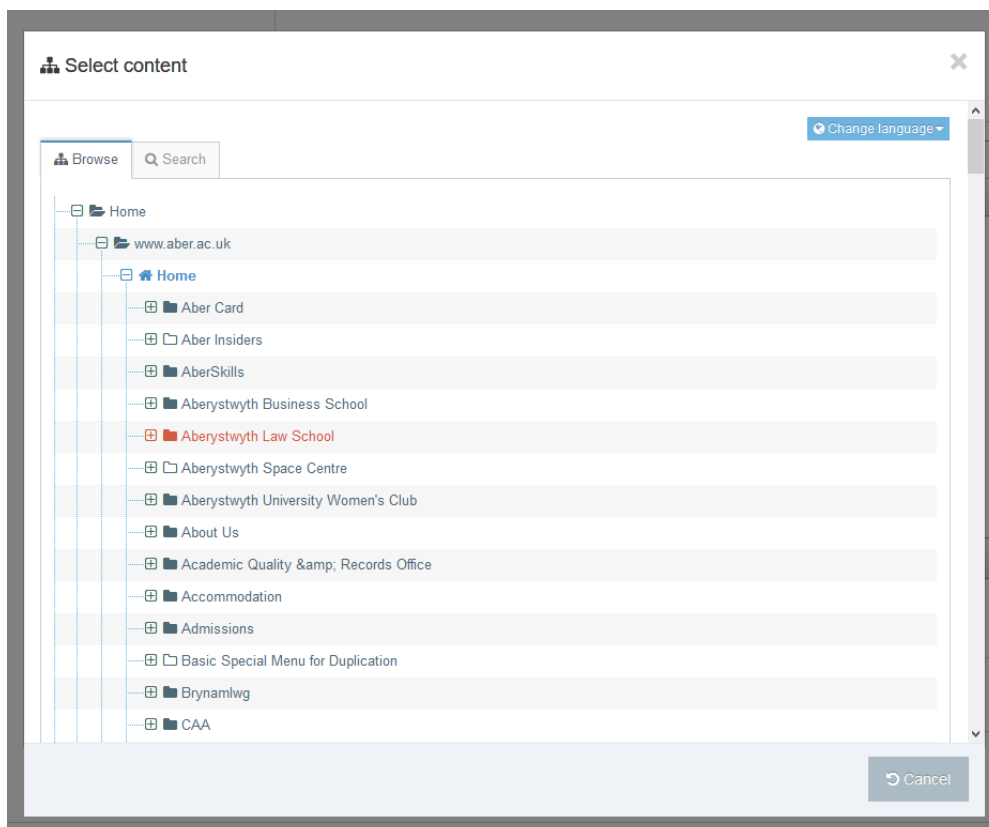 Select content
Change language
Browse
Search
Home
www.aber.ac.uk
Home
Aber Card
Aber Insiders
AberSkills
Aberystwyth Business School
Aberystwyth Law School
Aberystwyth Space Centre
Aberystwyth University Women's Club
About Us
Academic Quality &amp; Records Office
Accommodation
Admissions
Basic Special Menu for Duplication
Brynamlwg
CAA
Cancel